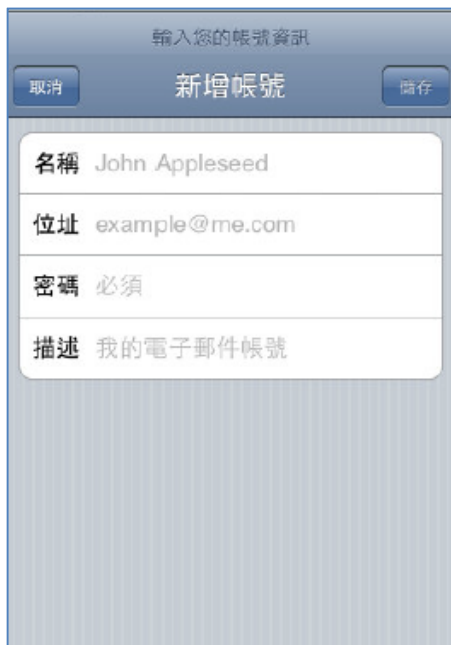 輸入您的帳號資訊
取消 新增帳號 儲存
名稱 John Appleseed
位址 example@me.com
密碼 必須
描述 我的電子郵件帳號